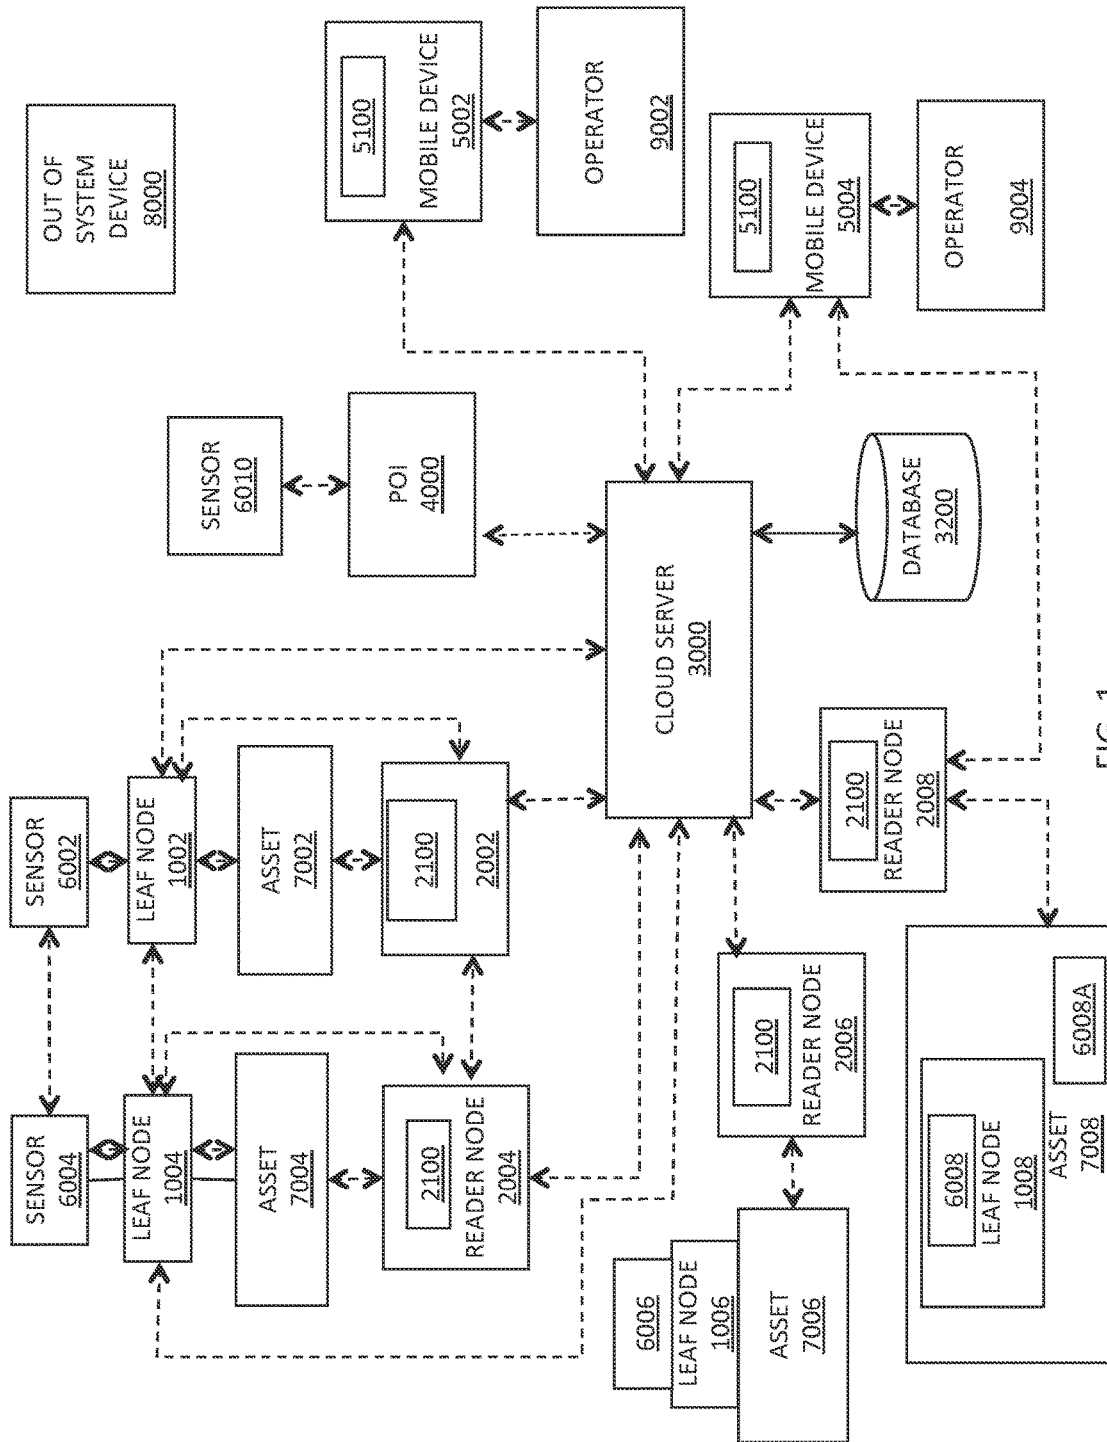 SENSOR
6004
SENSOR
6002
OUT OF
SYSTEM
DEVICE
8000
LEAF NODE
1004
LEAF NODE
1002
SENSOR
6010
ASSET
7004
ASSET
7002
POI
4000
5100
MOBILE DEVICE
5002
2100
READER NODE
2004
2100
2002
OPERATOR
9002
6006
LEAF NODE
1006
ASSET
7006
CLOUD SERVER
3000
2100
READER NODE
2006
5100
MOBILE DEVICE
5004
2100
READER NODE
2008
DATABASE
3200
OPERATOR
9004
6008
LEAF NODE
1008
6008A
ASSET
7008
FIG. 1